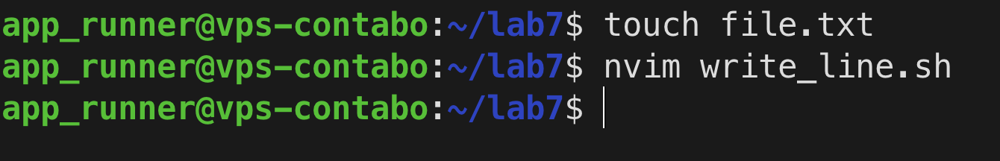 app_runner@vps-contabo:~/lab7$ touch file.txt
app_runner@vps-contabo:~/lab7$ nvim write_line.sh
app_runner@vps-contabo:~/lab7$